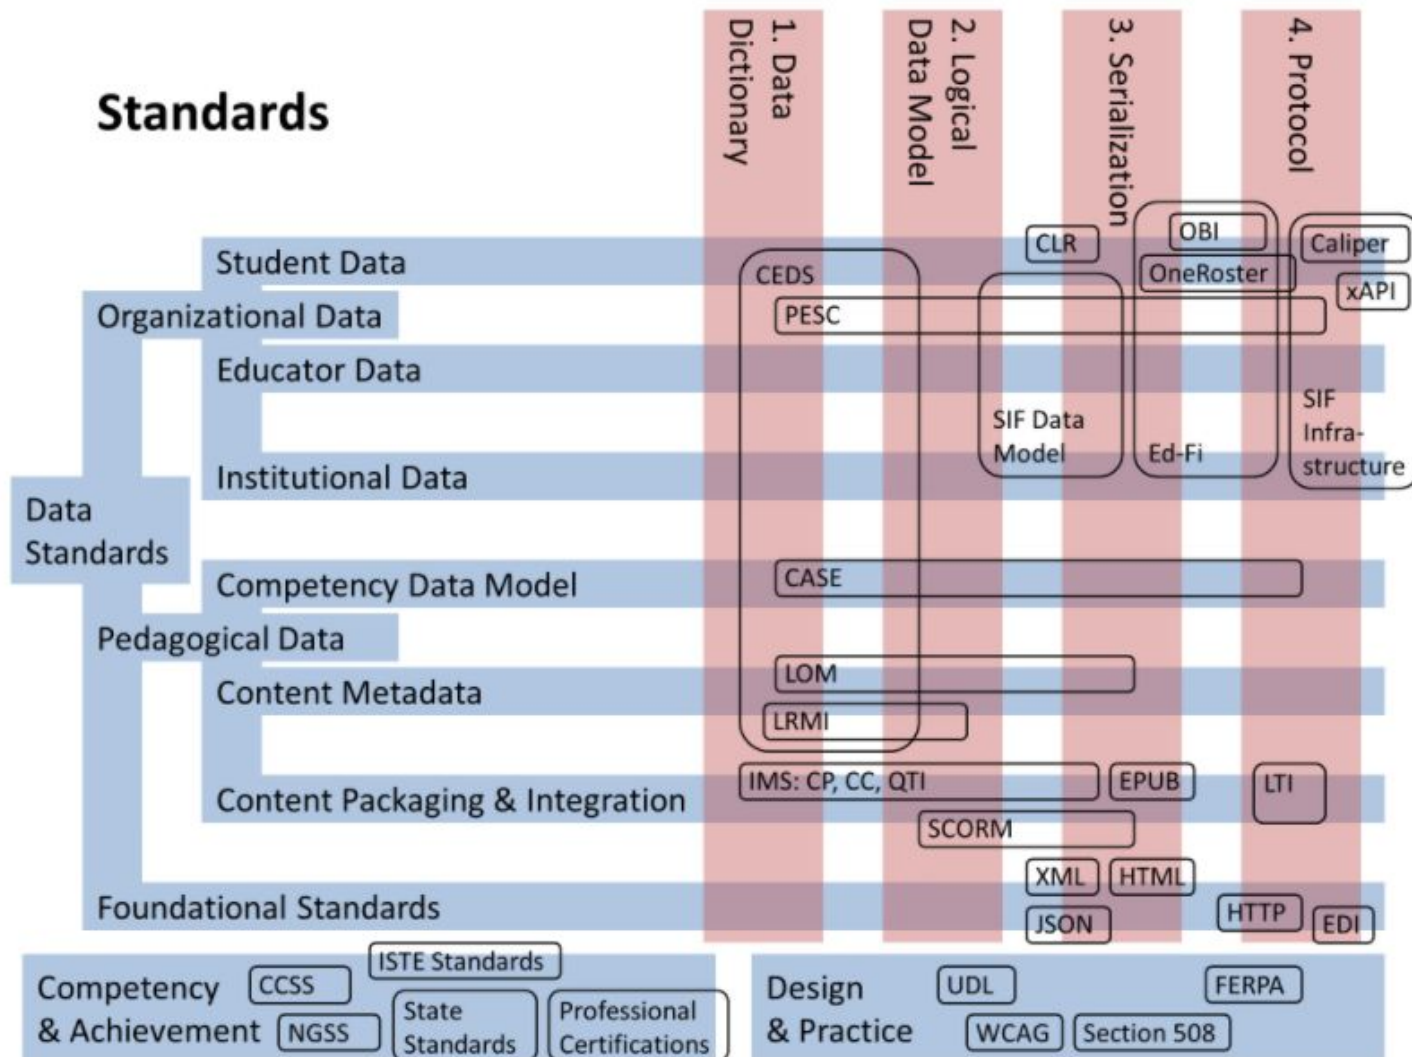 Standards
1. Data
Dictionary
2. Logical
Data Model
3. Serialization
4. Protocol
Student Data
CEDS
CLR
OBI
OneRoster
Caliper
xAPI
Organizational Data
PESC
Educator Data
SIF Data
Model
Ed-Fi
SIF
Infra-
structure
Institutional Data
Data
Standards
Competency Data Model
CASE
Pedagogical Data
Content Metadata
LOM
LRMI
Content Packaging & Integration
IMS: CP, CC, QTI
EPUB
LTI
SCORM
XML
HTML
Foundational Standards
JSON
HTTP
EDI
Competency
& Achievement
CCSS
ISTE Standards
NGSS
State
Standards
Professional
Certifications
Design
& Practice
UDL
FERPA
WCAG
Section 508